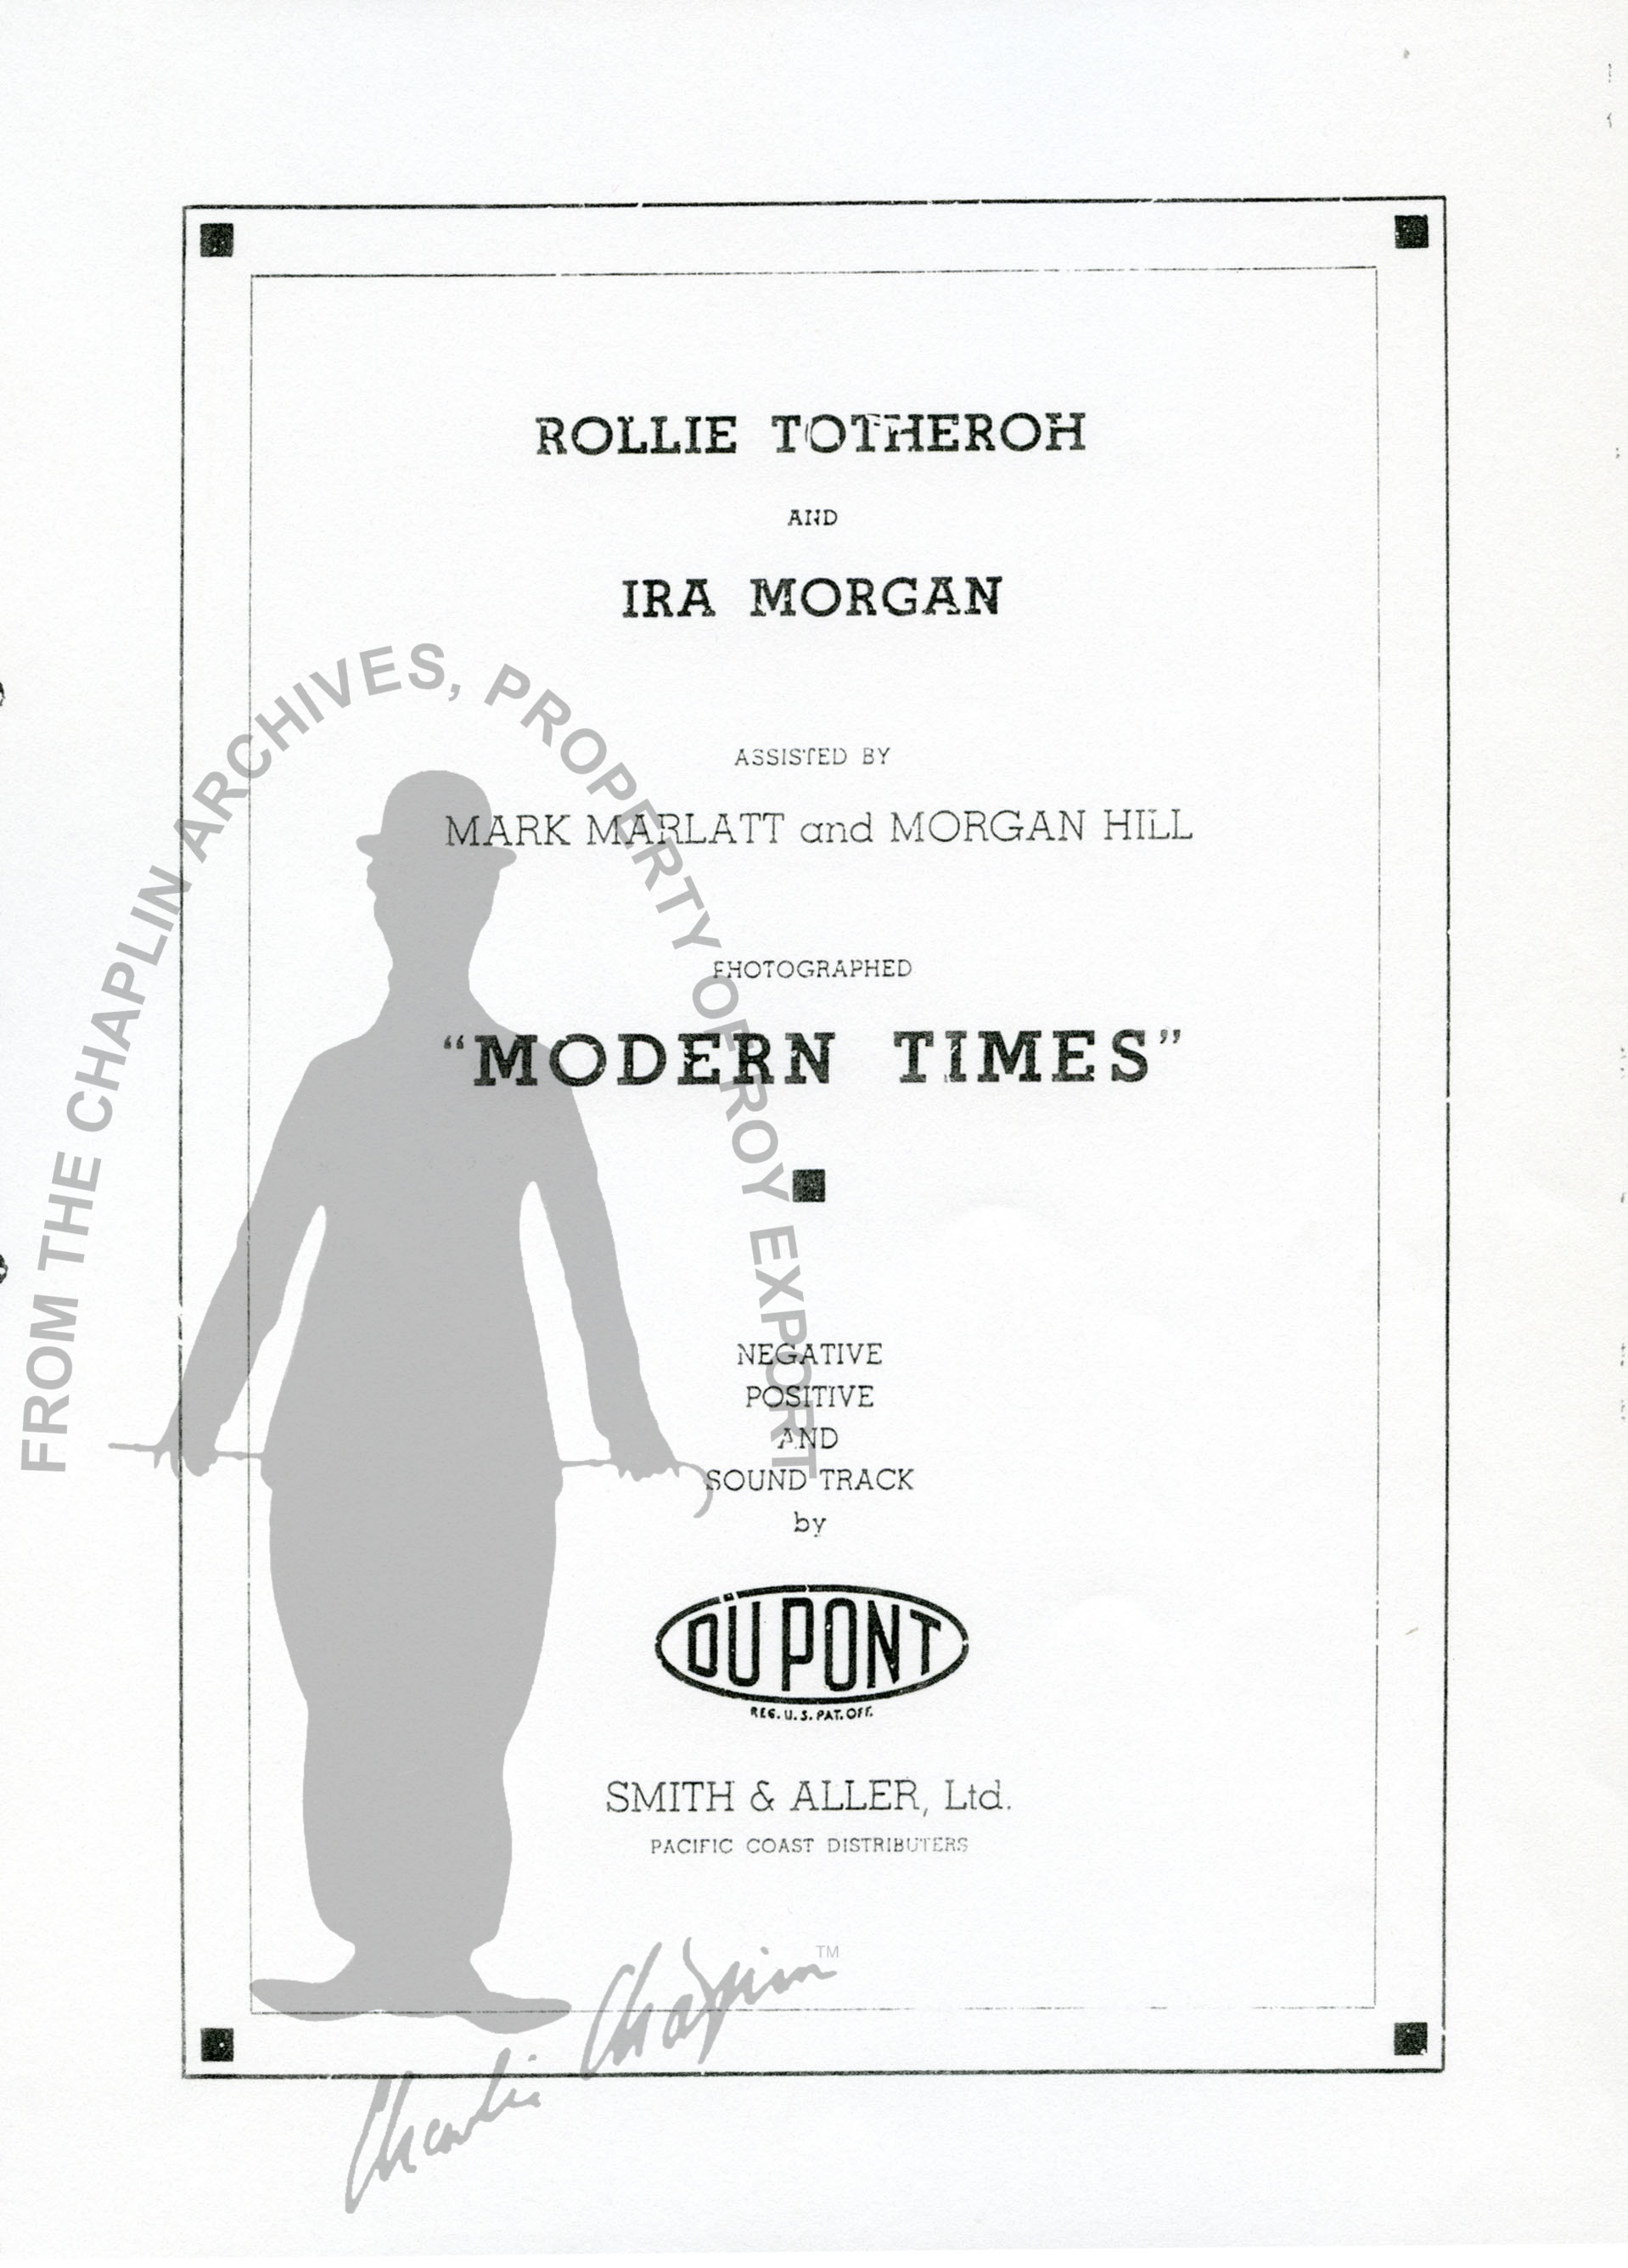 ROLLIE TOTHEROH
AND
IRA MORGAN
ASSISTED BY
MARK MARLATT and MORGAN HILL
PHOTOGRAPHED
“MODERN TIMES”
NEGATIVE
POSITIVE
AND
SOUND TRACK
by
DU PONT
REG. U. S. PAT. OFF.
SMITH & ALLER, Ltd.
PACIFIC COAST DISTRIBUTERS
FROM THE CHAPLIN ARCHIVES, PROPERTY OF ROY EXPORT
Charlie Chaplin TM